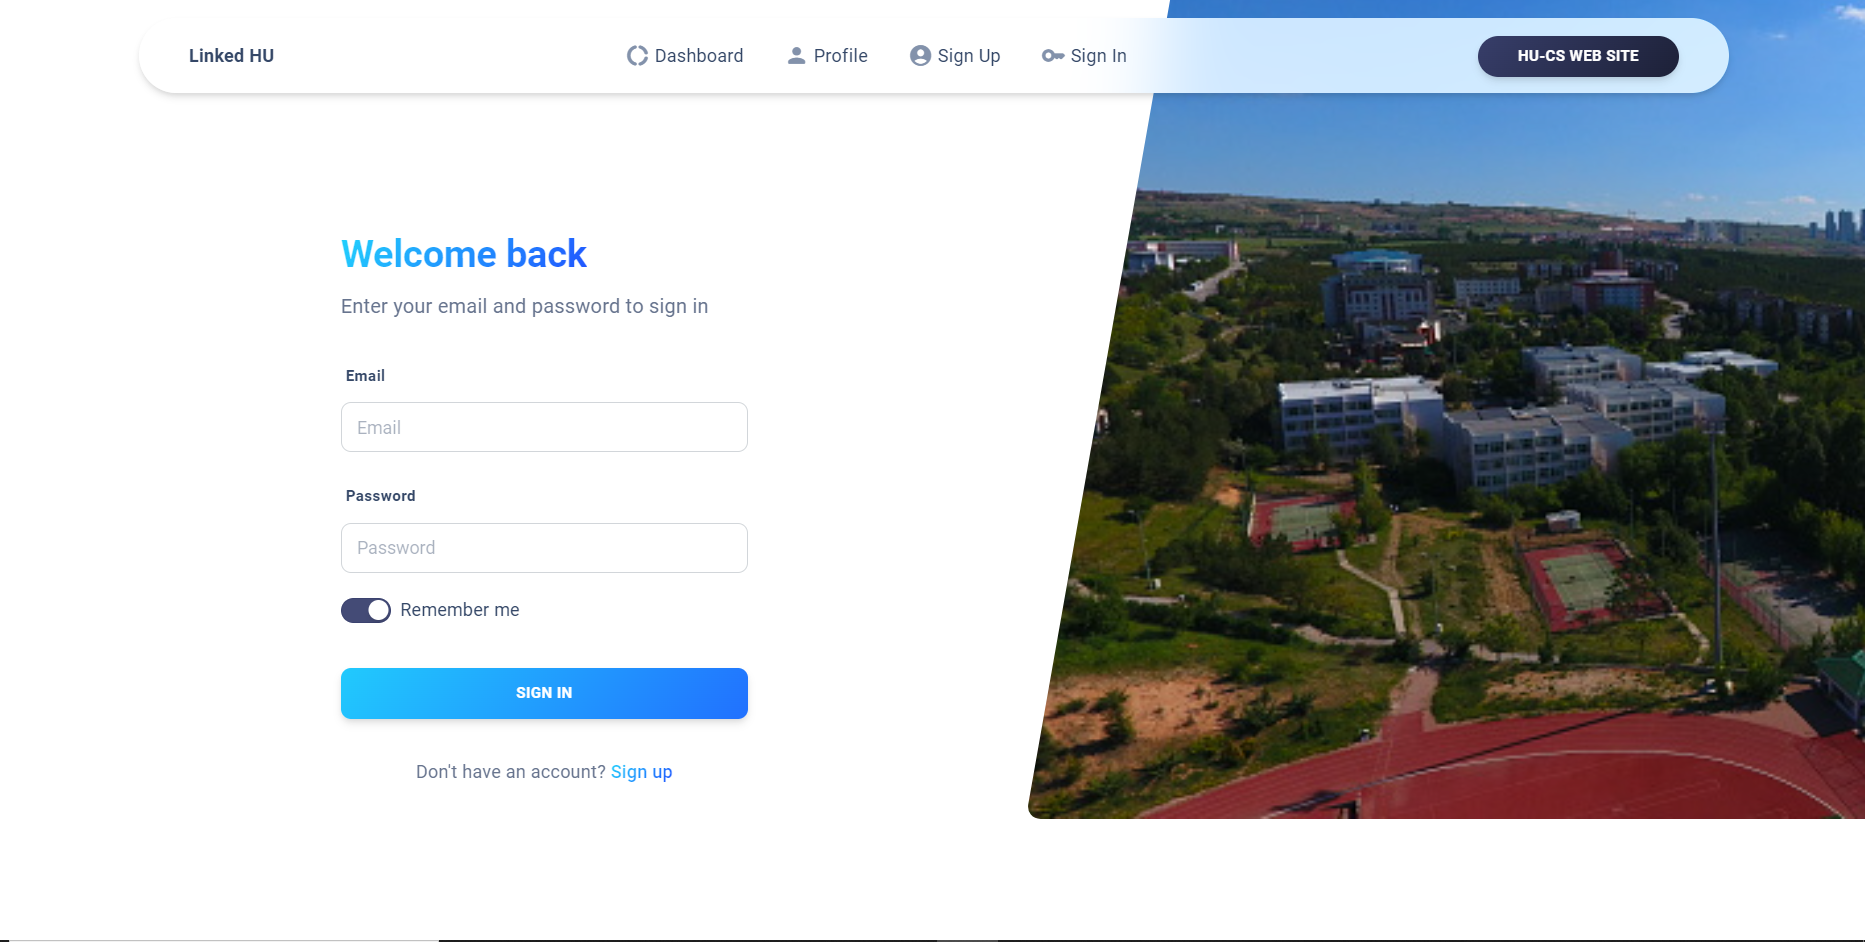 Linked HU
Dashboard
Profile
Sign Up
Sign In
HU-CS WEB SITE
Welcome back
Enter your email and password to sign in
Email
Email
Password
Password
Remember me
SIGN IN
Don't have an account? Sign up